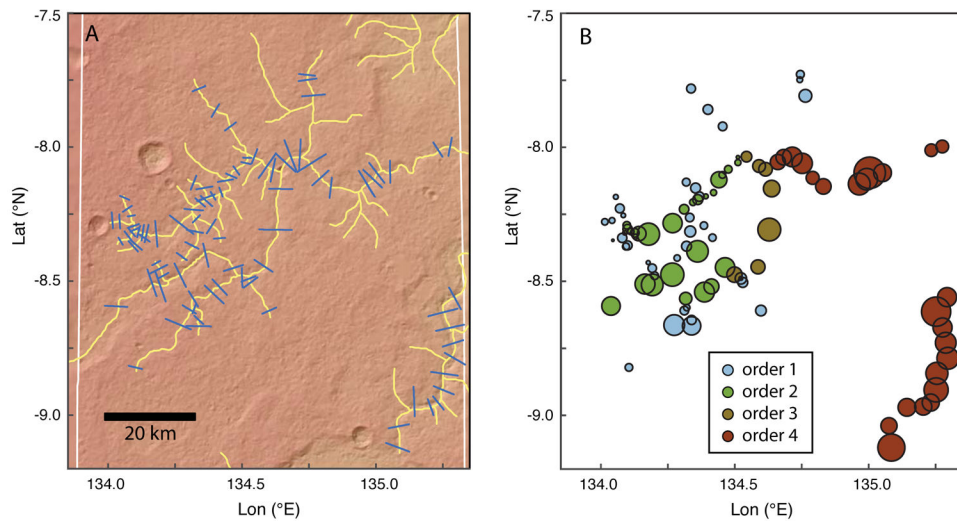 A
-7.5
-8.0
-8.5
-9.0
Lat (°N)
20 km
134.0
134.5
135.0
Lon (°E)
B
-7.5
-8.0
-8.5
-9.0
Lat (°N)
order 1
order 2
order 3
order 4
134.0
134.5
135.0
Lon (°E)